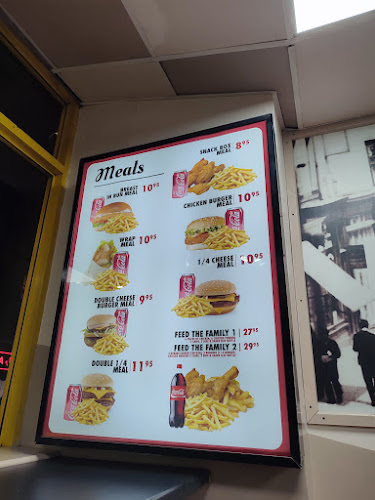 Meals
BREAST
IN BUN MEAL 10.95
WRAP
MEAL 10.95
DOUBLE CHEESE
BURGER MEAL 9.95
DOUBLE 1/4
MEAL 11.95
SNACK BOX
MEAL 8.95
CHICKEN BURGER
MEAL 10.95
1/4 CHEESE
MEAL 10.95
FEED THE FAMILY 1 | 27.95
FEED THE FAMILY 2 | 29.95